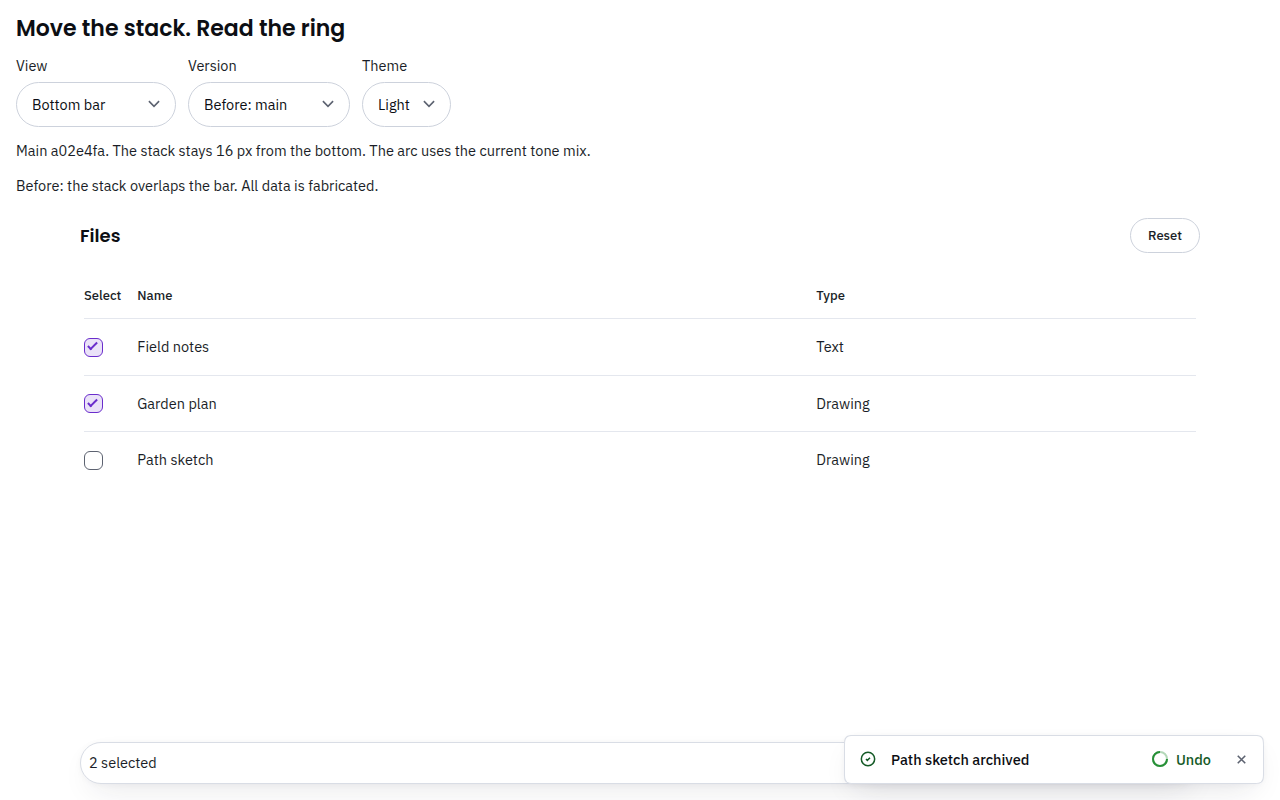 Move the stack. Read the ring
View Version Theme
Bottom bar Before: main Light
Main a02e4fa. The stack stays 16 px from the bottom. The arc uses the current tone mix.
Before: the stack overlaps the bar. All data is fabricated.
Files Reset
Select Name Type
Field notes Text
Garden plan Drawing
Path sketch Drawing
2 selected Path sketch archived Undo